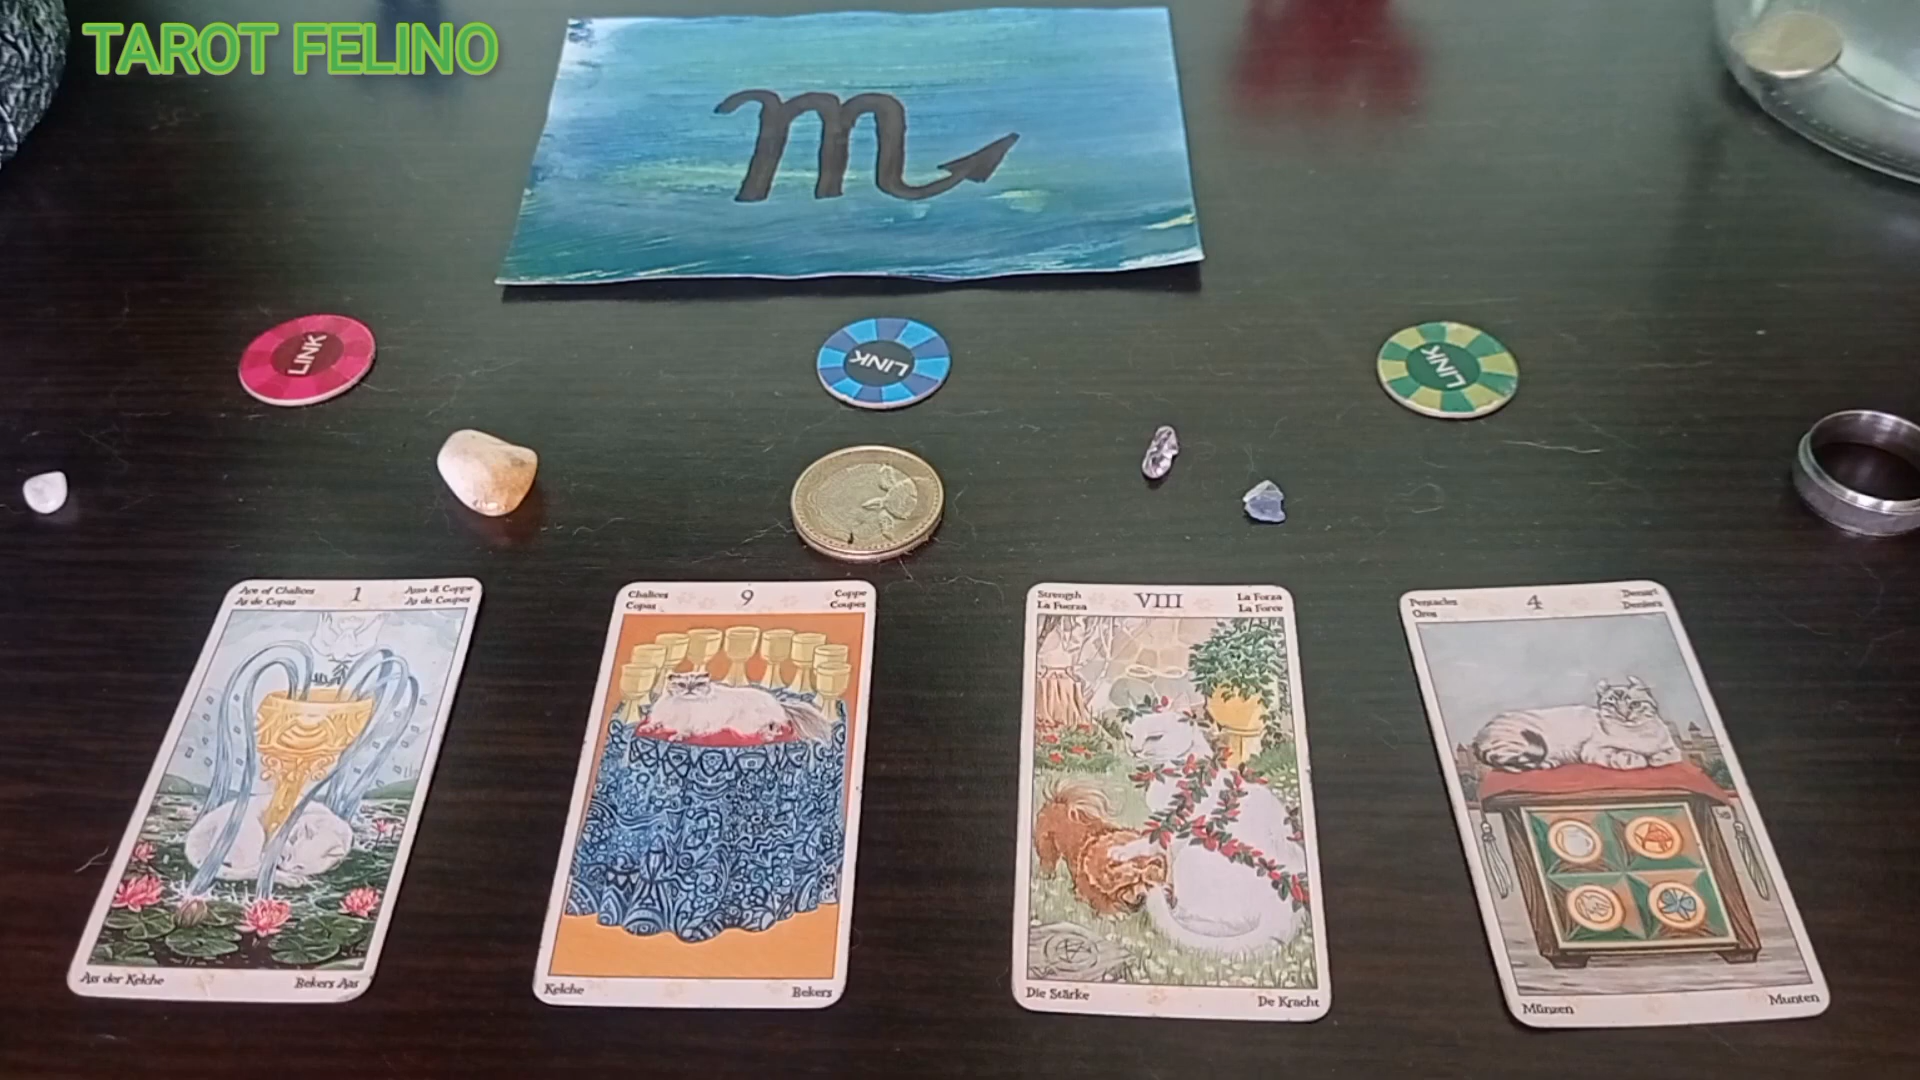 TAROT FELINO
LINK
LINK
LINK
Ace of Chalices
As de Copas
1
Asso di Coppe
As de Coupes
Ass der Kelche
Bekers Aas
Chalices
Copas
9
Coppe
Coupes
Kelche
Bekers
Strength
La Fuerza
VIII
La Forza
La Force
Die Stärke
De Kracht
Pentacles
Oros
4
Denari
Deniers
Münzen
Munten